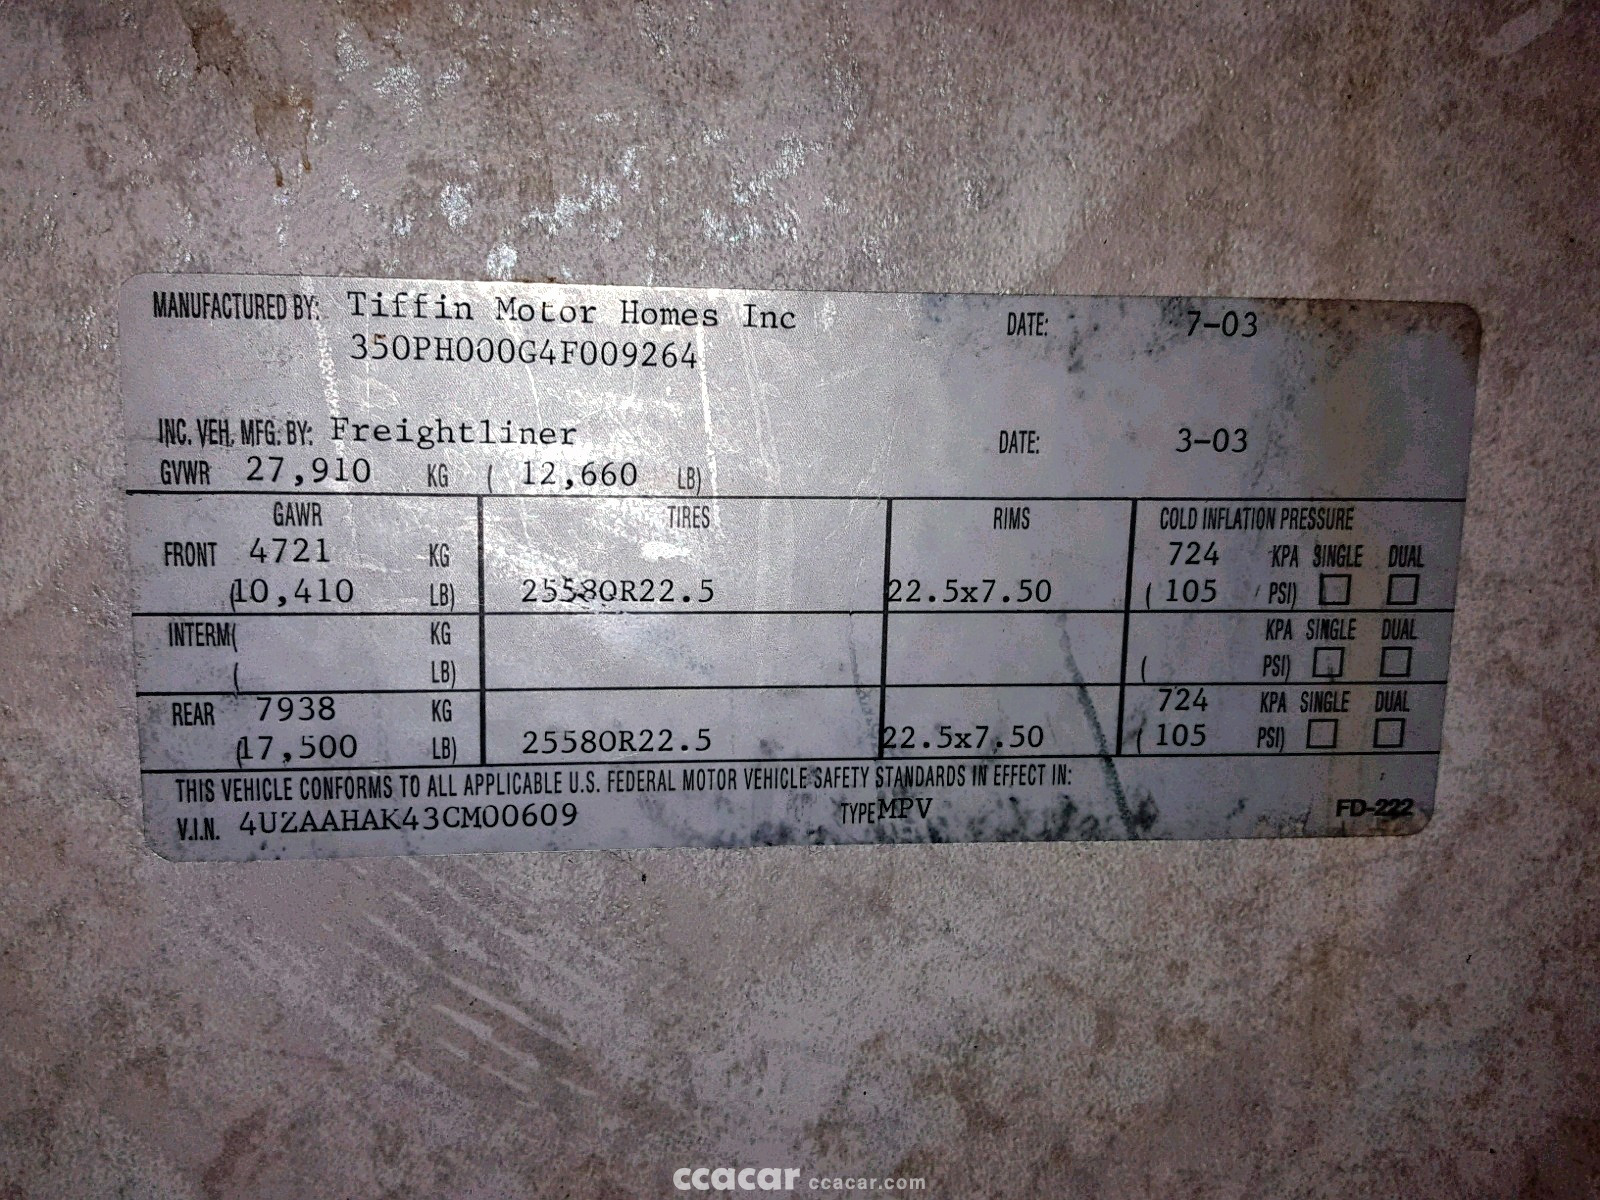 MANUFACTURED BY: Tiffin Motor Homes Inc DATE: 7-03
350PH000G4F009264
INC. VEH. MFG. BY: Freightliner DATE: 3-03
GVWR 27,910 KG ( 12,660 LB)
GAWR TIRES RIMS COLD INFLATION PRESSURE
FRONT 4721 KG 724 KPA SINGLE DUAL
(10,410 LB) 25580R22.5 22.5x7.50 ( 105 PSI)
INTERM( KG KPA SINGLE DUAL
( LB) ( PSI)
REAR 7938 KG 724 KPA SINGLE DUAL
(17,500 LB) 25580R22.5 22.5x7.50 ( 105 PSI)
THIS VEHICLE CONFORMS TO ALL APPLICABLE U.S. FEDERAL MOTOR VEHICLE SAFETY STANDARDS IN EFFECT IN:
V.I.N. 4UZAAHAK43CM00609 TYPE MPV FD-222
ccacar ccacar.com